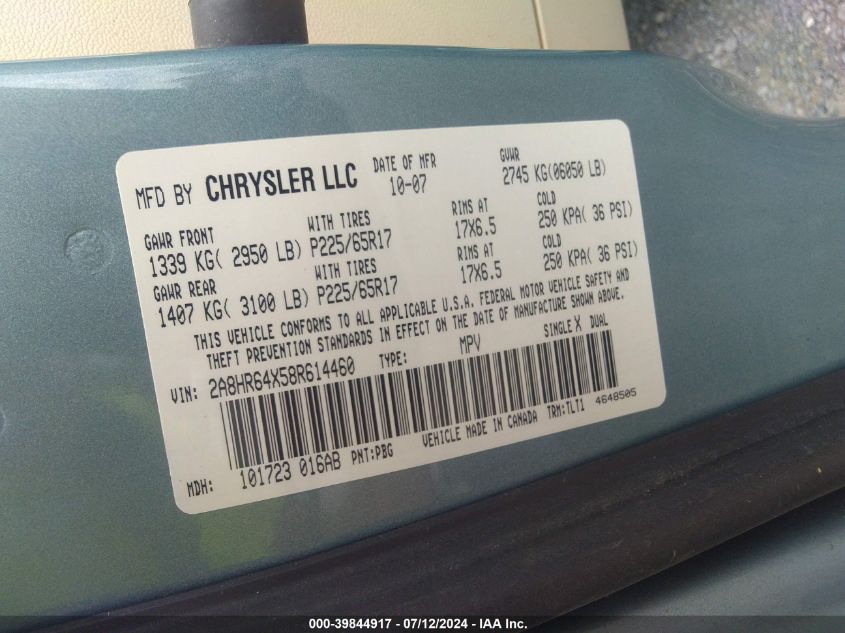 MFD BY CHRYSLER LLC DATE OF MFR 10-07 GVWR 2745 KG(06050 LB)
GAWR FRONT WITH TIRES RIMS AT COLD
1339 KG( 2950 LB) P225/65R17 17X6.5 250 KPA( 36 PSI)
GAWR REAR WITH TIRES RIMS AT COLD
1407 KG( 3100 LB) P225/65R17 17X6.5 250 KPA( 36 PSI)
THIS VEHICLE CONFORMS TO ALL APPLICABLE U.S.A. FEDERAL MOTOR VEHICLE SAFETY AND
THEFT PREVENTION STANDARDS IN EFFECT ON THE DATE OF MANUFACTURE SHOWN ABOVE.
VIN: 2A8HR64X58R614460 TYPE: MPV SINGLE X DUAL
MDH: 101723 016AB PNT:PBG VEHICLE MADE IN CANADA TRM:TLT1 4648505
000-39844917 - 07/12/2024 - IAA Inc.